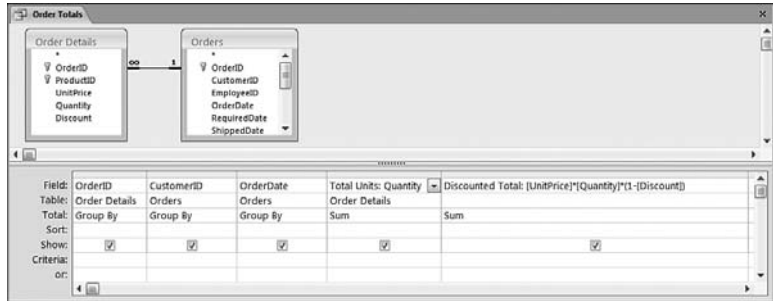 Order Totals
Order Details
*
OrderID
ProductID
UnitPrice
Quantity
Discount
∞ 1
Orders
*
OrderID
CustomerID
EmployeeID
OrderDate
RequiredDate
ShippedDate
Field: OrderID CustomerID OrderDate Total Units: Quantity Discounted Total: [UnitPrice]*[Quantity]*(1-[Discount])
Table: Order Details Orders Orders Order Details
Total: Group By Group By Group By Sum Sum
Sort:
Show:
Criteria:
or: